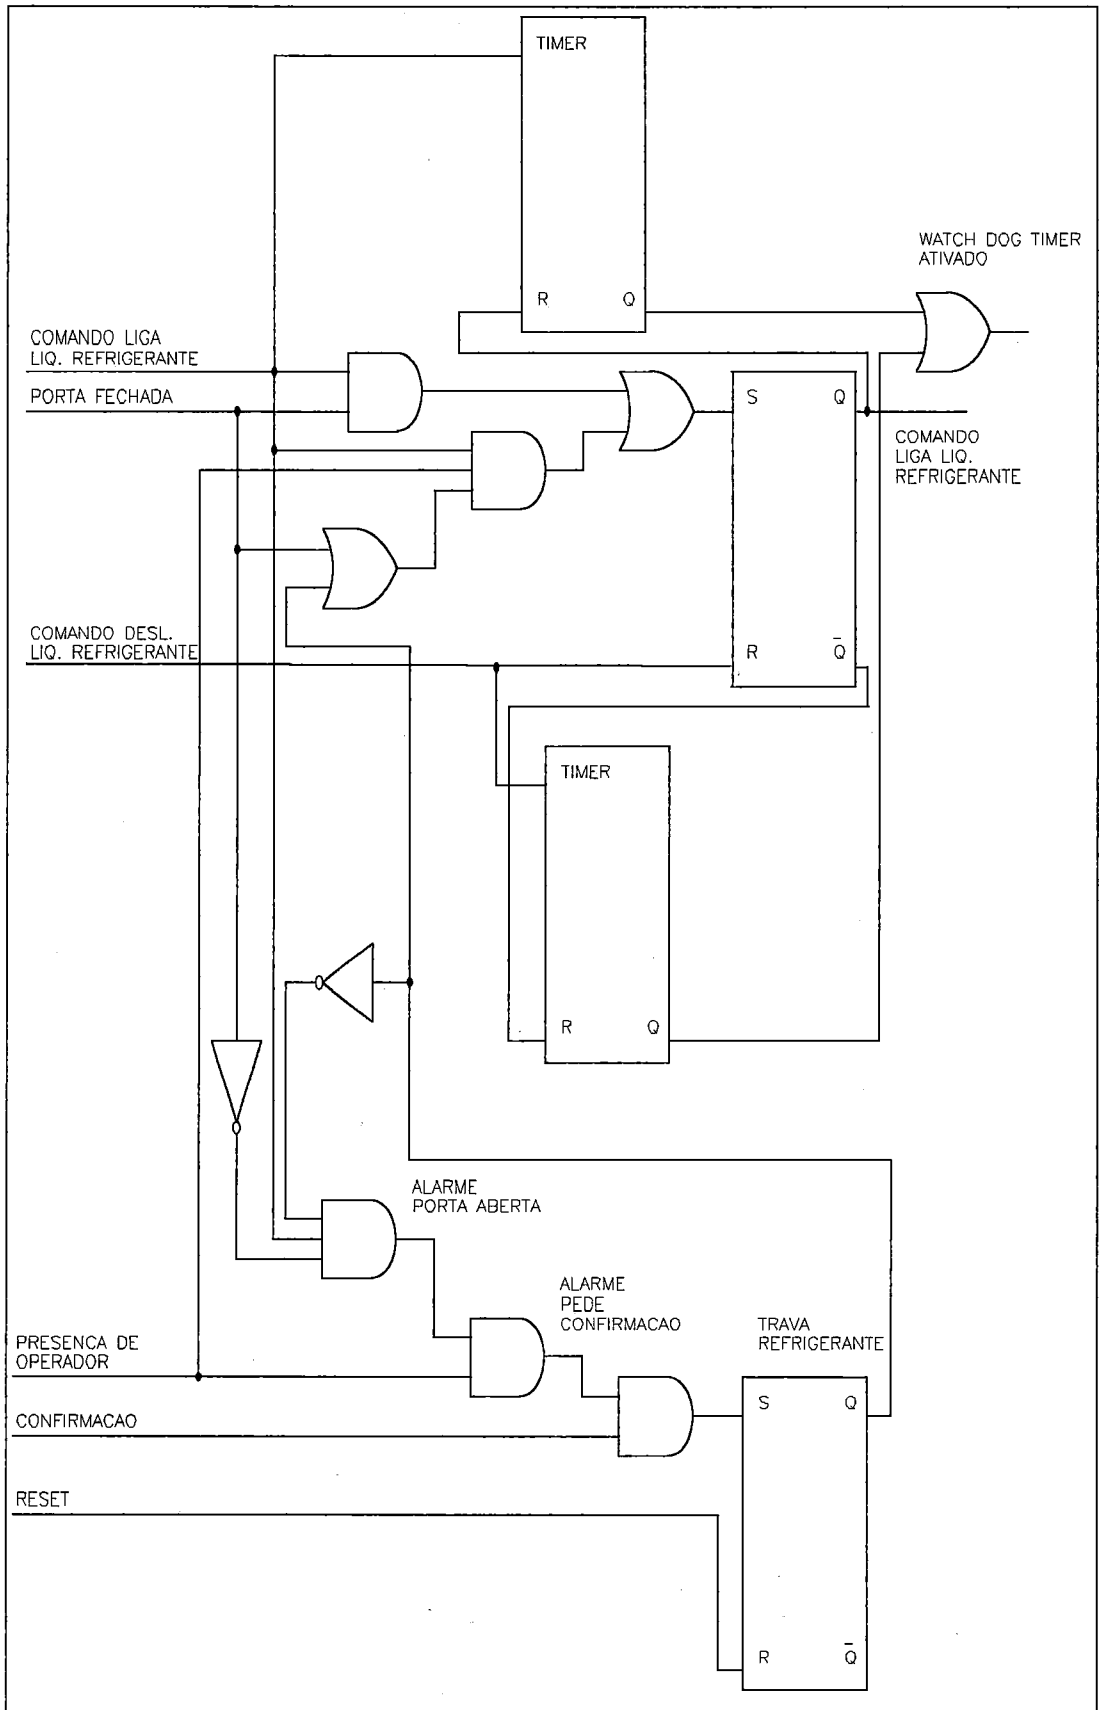 TIMER
WATCH DOG TIMER
ATIVADO
R
Q
COMANDO LIGA
LIQ. REFRIGERANTE
PORTA FECHADA
S
Q
COMANDO
LIGA LIQ.
REFRIGERANTE
COMANDO DESL.
LIQ. REFRIGERANTE
R
Q̅
TIMER
R
Q
ALARME
PORTA ABERTA
ALARME
PEDE
CONFIRMACAO
TRAVA
REFRIGERANTE
PRESENCA DE
OPERADOR
S
Q
CONFIRMACAO
RESET
R
Q̅